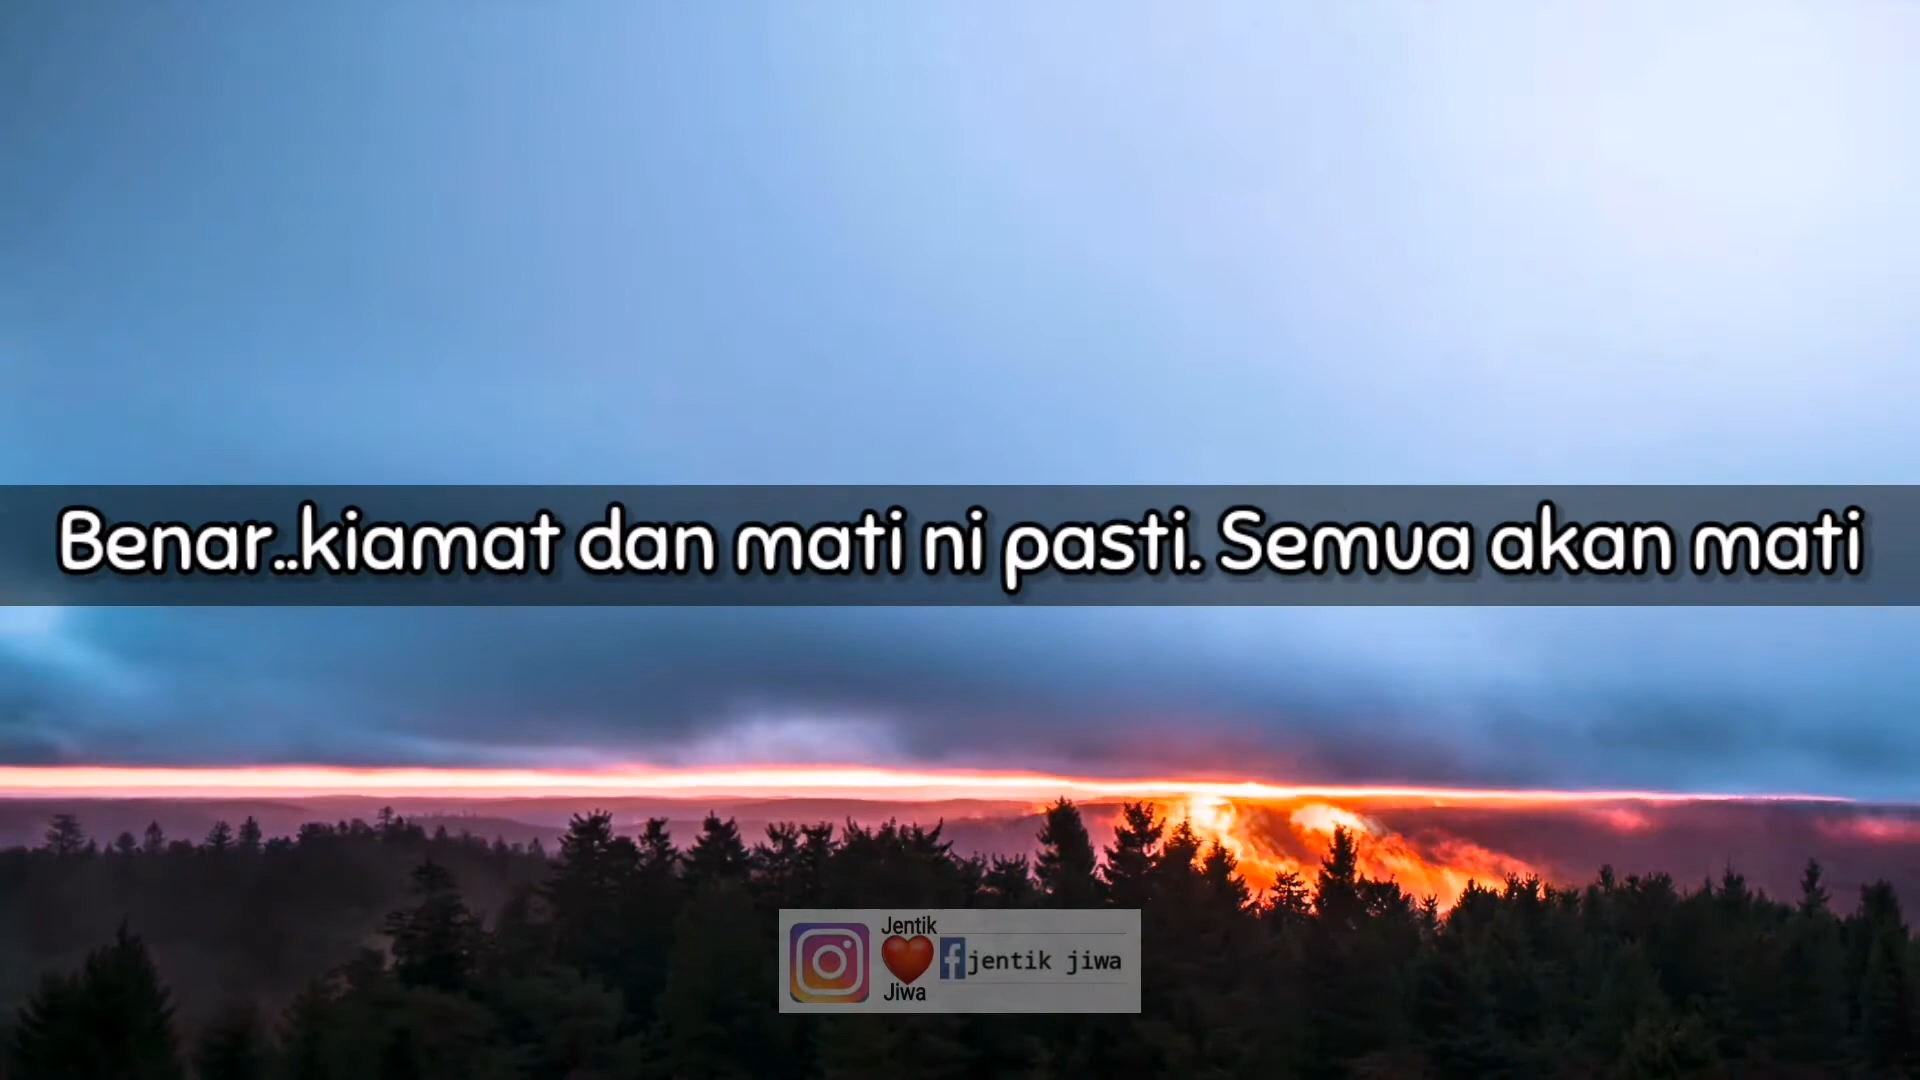 Benar..kiamat dan mati ni pasti. Semua akan mati
Jentik
jentik jiwa
Jiwa